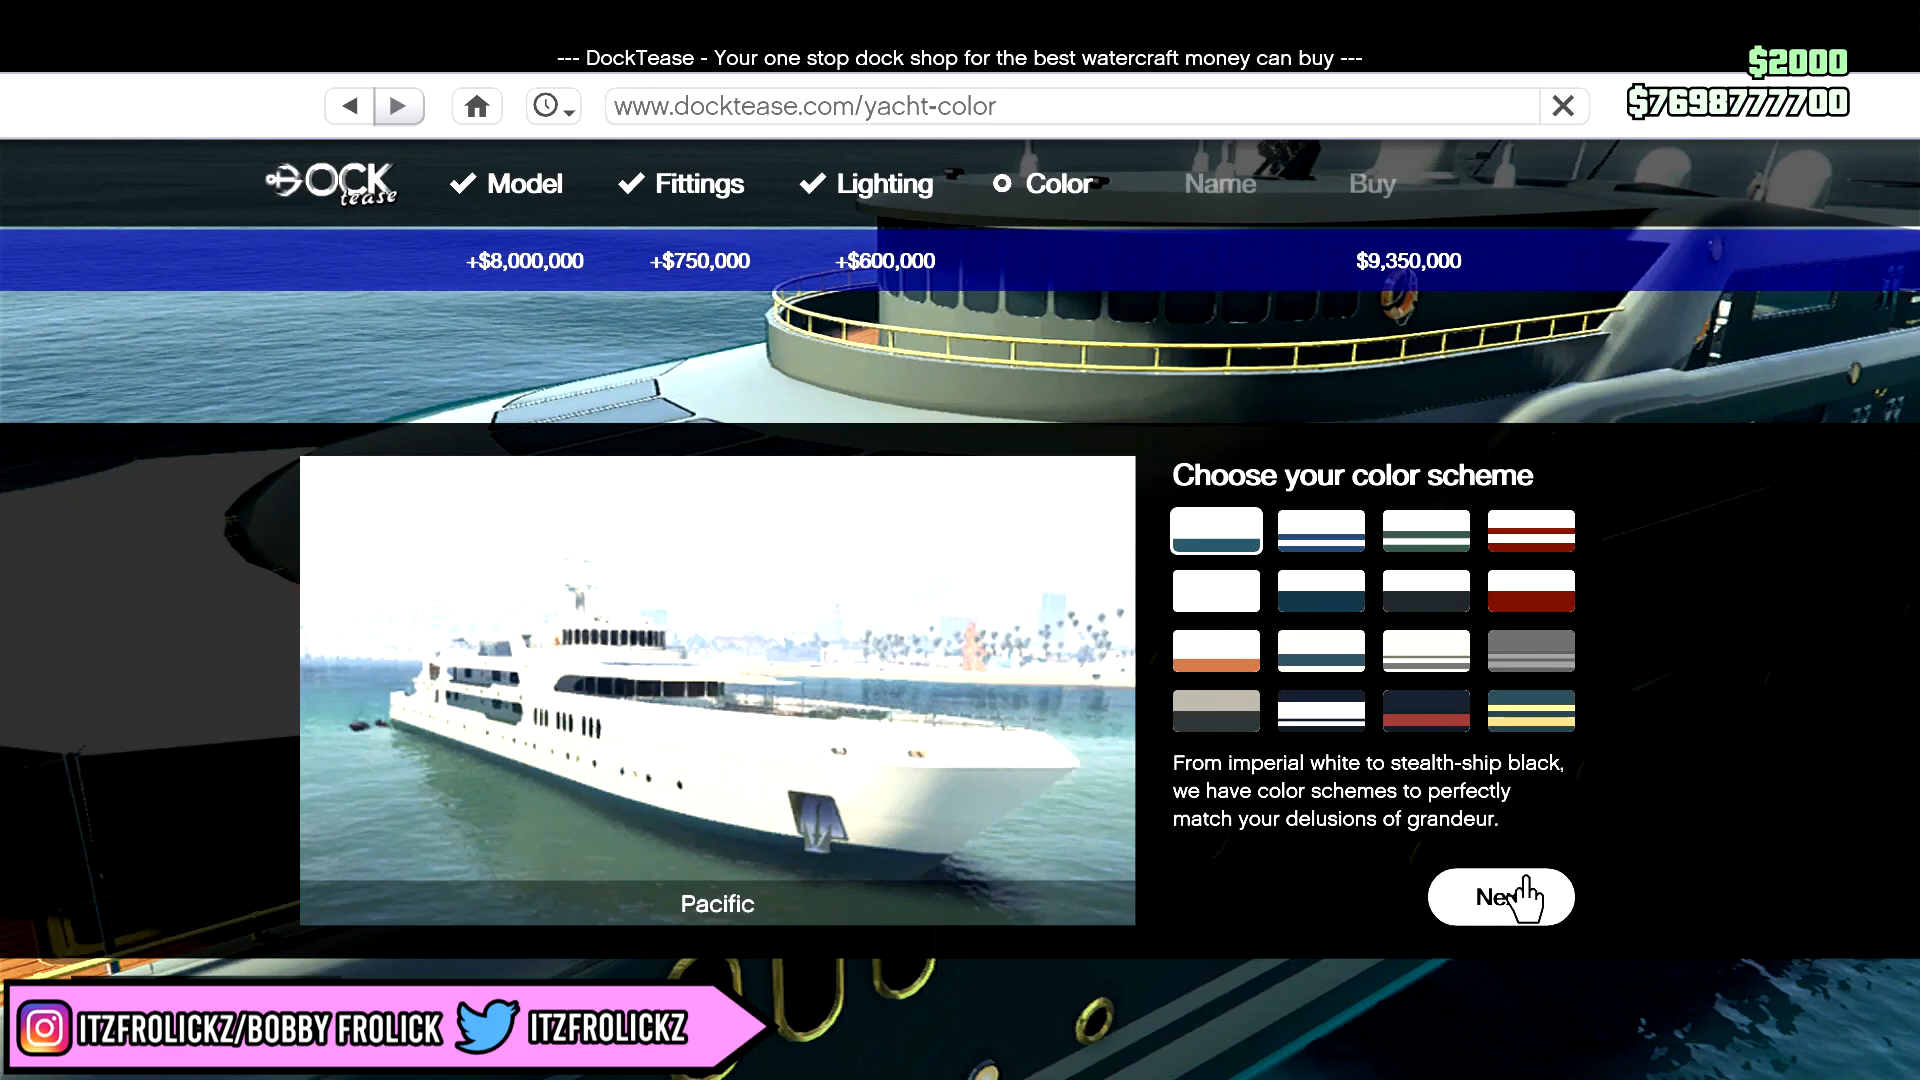 --- DockTease - Your one stop dock shop for the best watercraft money can buy ---
$2000
www.docktease.com/yacht-color
$7698777700
DOCK
tease
Model
Fittings
Lighting
Color
Name
Buy
+$8,000,000
+$750,000
+$600,000
$9,350,000
Choose your color scheme
From imperial white to stealth-ship black,
we have color schemes to perfectly
match your delusions of grandeur.
Pacific
ITZFROLICKZ/BOBBY FROLICK
ITZFROLICKZ